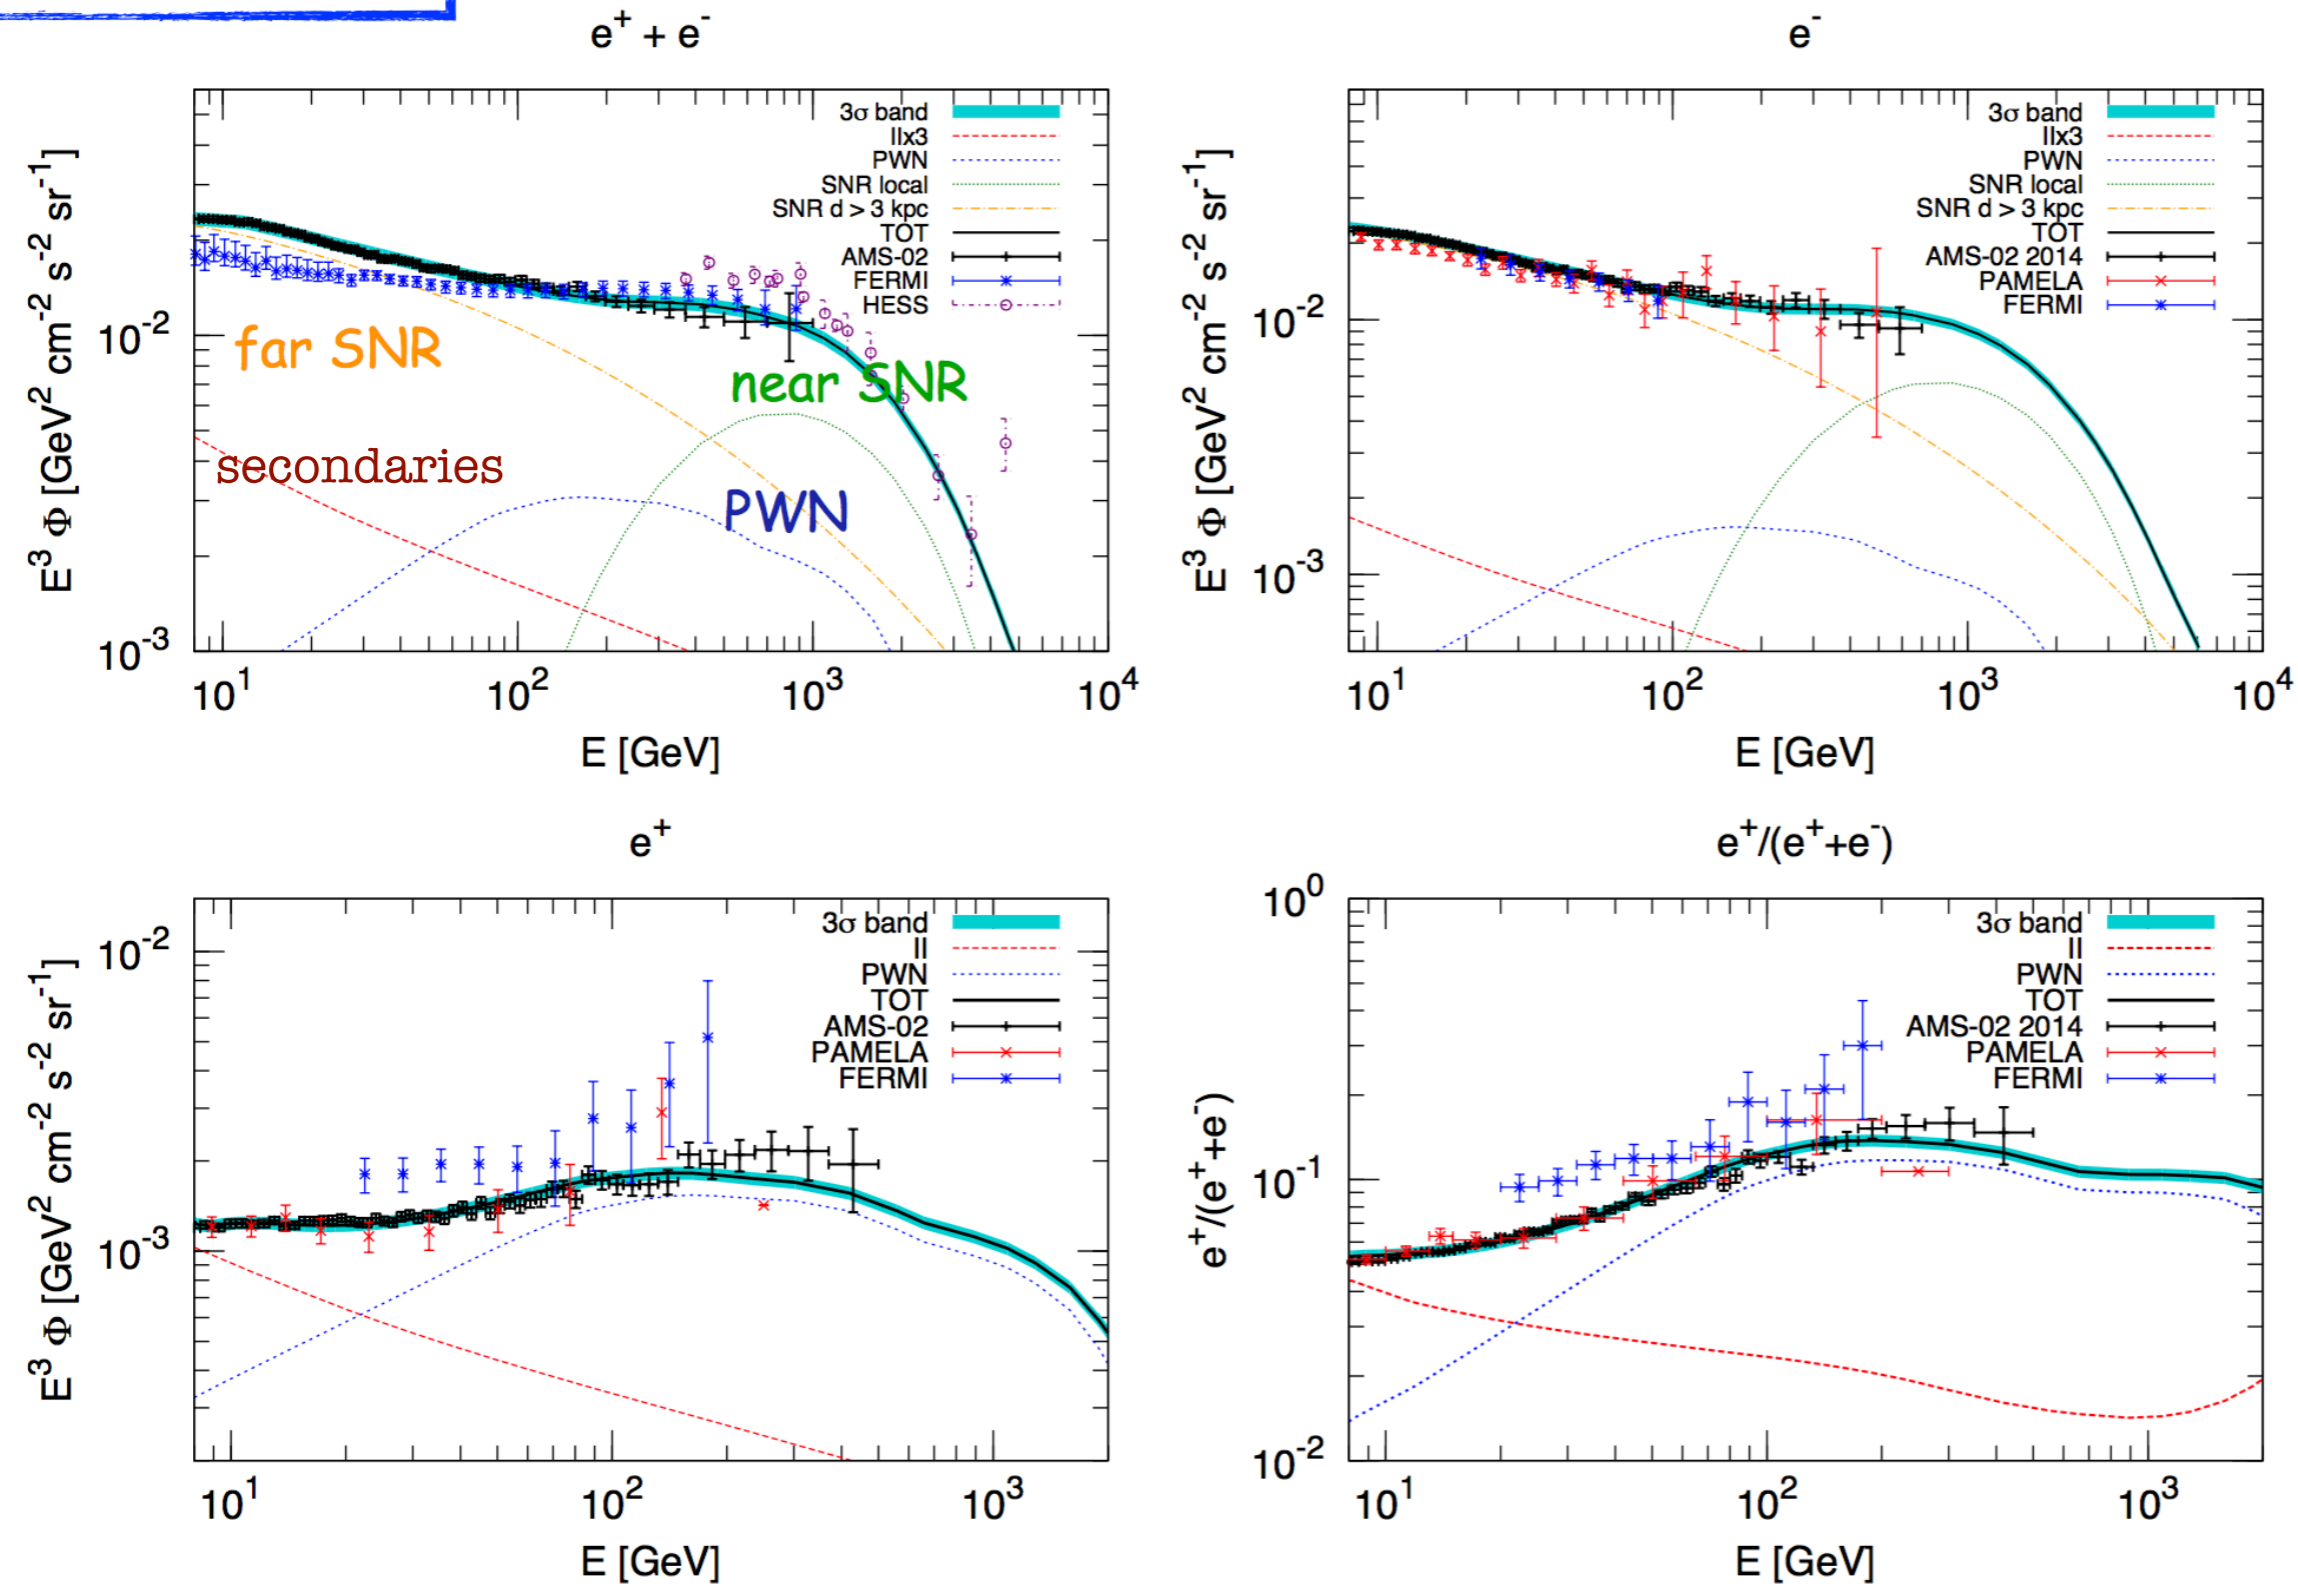 e+ + e-
E3 Φ [GeV2 cm-2 s-2 sr-1]
10-2
10-3
3σ band
IIx3
PWN
SNR local
SNR d > 3 kpc
TOT
AMS-02
FERMI
HESS
far SNR
near SNR
secondaries
PWN
101 102 103 104
E [GeV]
e-
E3 Φ [GeV2 cm-2 s-2 sr-1]
10-2
10-3
3σ band
IIx3
PWN
SNR local
SNR d > 3 kpc
TOT
AMS-02 2014
PAMELA
FERMI
101 102 103 104
E [GeV]
e+
E3 Φ [GeV2 cm-2 s-2 sr-1]
10-2
10-3
3σ band
II
PWN
TOT
AMS-02
PAMELA
FERMI
101 102 103
E [GeV]
e+/(e++e-)
e+/(e++e-)
100
10-1
10-2
3σ band
II
PWN
TOT
AMS-02 2014
PAMELA
FERMI
101 102 103
E [GeV]